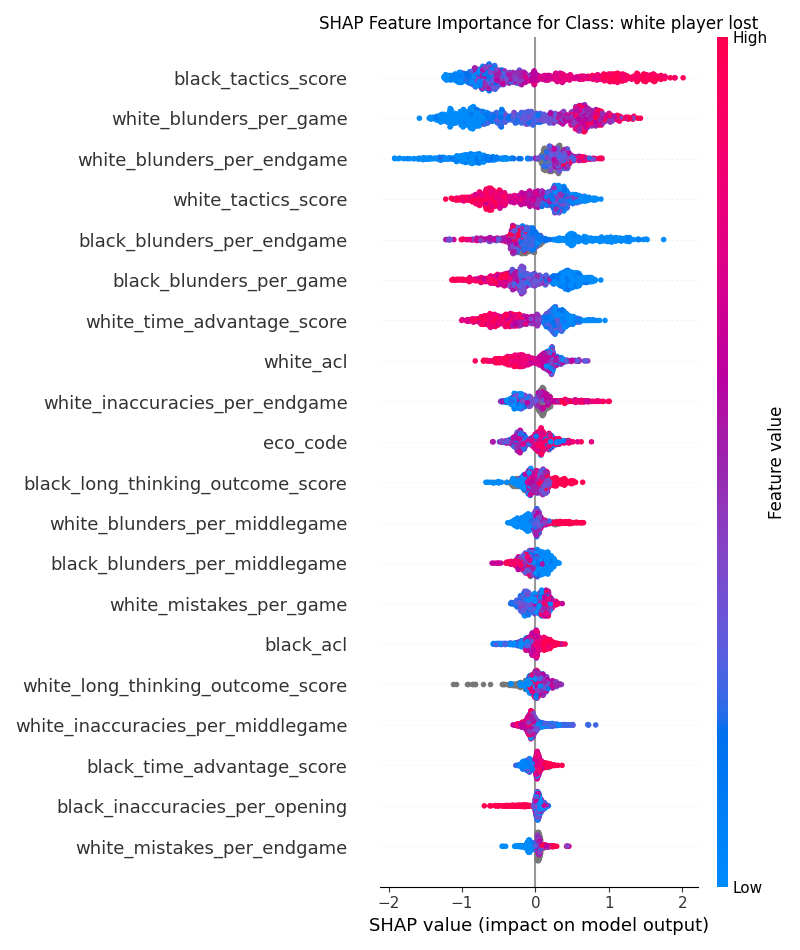 SHAP Feature Importance for Class: white player lost
High
black_tactics_score
white_blunders_per_game
white_blunders_per_endgame
white_tactics_score
black_blunders_per_endgame
black_blunders_per_game
white_time_advantage_score
white_acl
white_inaccuracies_per_endgame
eco_code
black_long_thinking_outcome_score
white_blunders_per_middlegame
black_blunders_per_middlegame
white_mistakes_per_game
black_acl
white_long_thinking_outcome_score
white_inaccuracies_per_middlegame
black_time_advantage_score
black_inaccuracies_per_opening
white_mistakes_per_endgame
Feature value
Low
−2 −1 0 1 2
SHAP value (impact on model output)